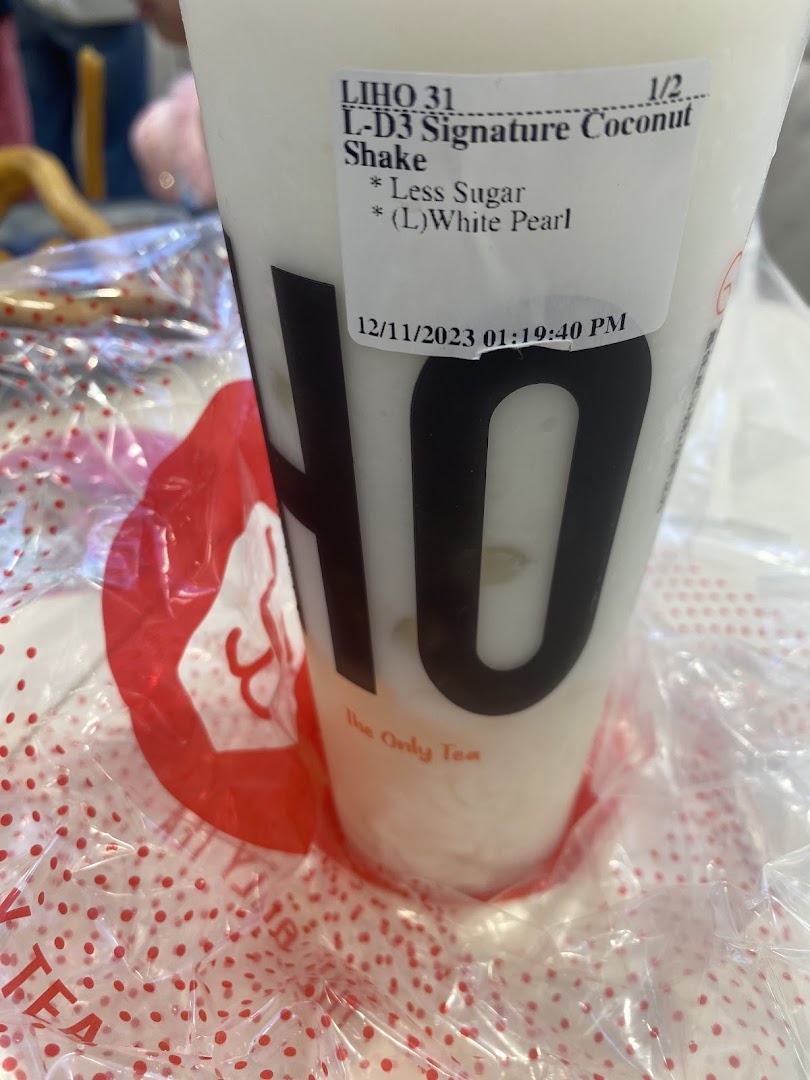 LIHO 31 1/2
L-D3 Signature Coconut
Shake
* Less Sugar
* (L)White Pearl
12/11/2023 01:19:40 PM
HO
The Only Tea
TEA